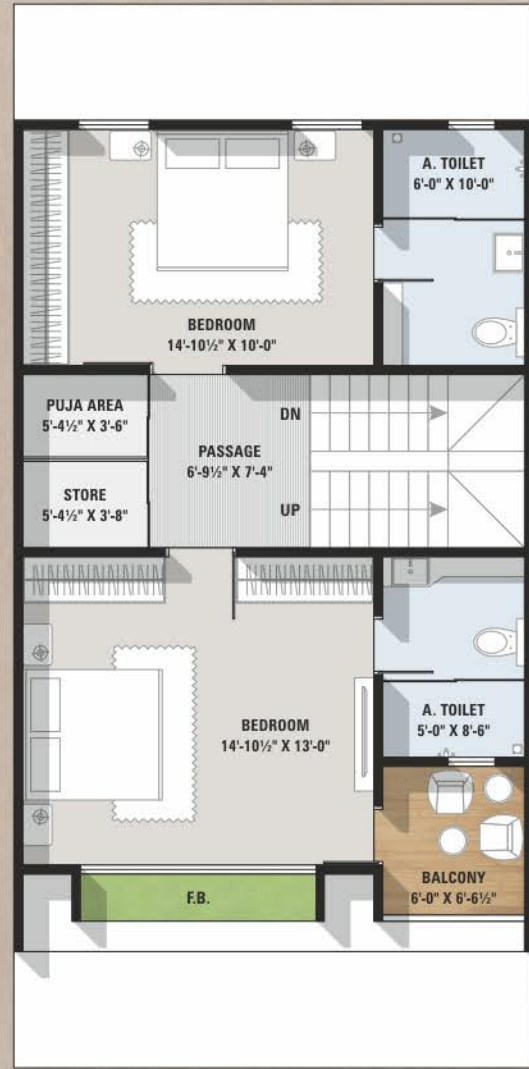 A. TOILET
6'-0" X 10'-0"
BEDROOM
14'-10½" X 10'-0"
PUJA AREA
5'-4½" X 3'-6"
DN
PASSAGE
6'-9½" X 7'-4"
STORE
5'-4½" X 3'-8"
UP
A. TOILET
5'-0" X 8'-6"
BEDROOM
14'-10½" X 13'-0"
BALCONY
6'-0" X 6'-6½"
F.B.